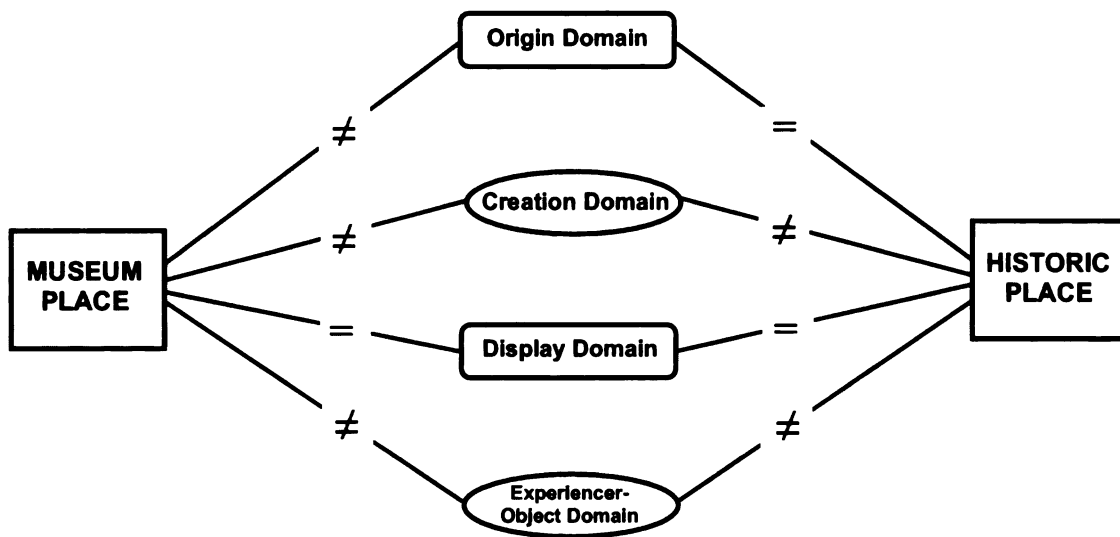 Origin Domain
≠
=
Creation Domain
≠
≠
MUSEUM
PLACE
HISTORIC
PLACE
=
=
Display Domain
≠
≠
Experiencer-
Object Domain